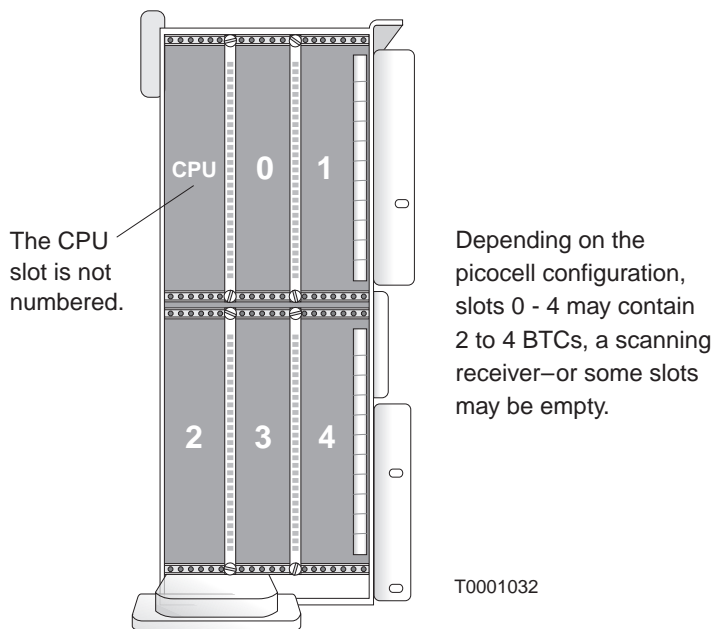 CPU
0
1
The CPU
slot is not
numbered.
Depending on the
picocell configuration,
slots 0 - 4 may contain
2 to 4 BTCs, a scanning
receiver–or some slots
may be empty.
2
3
4
T0001032